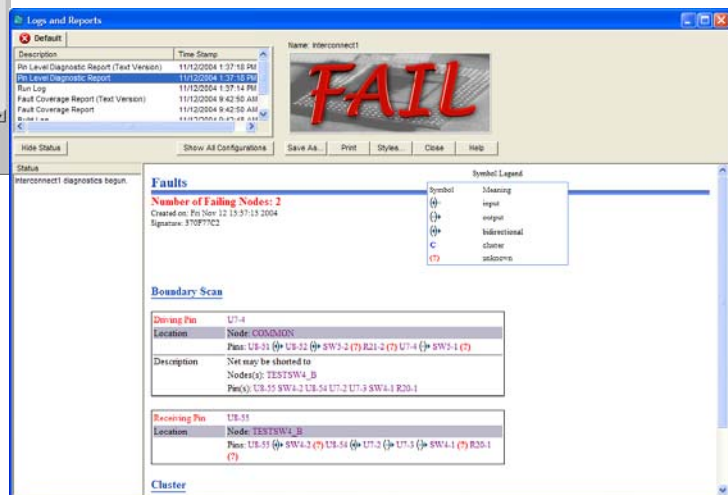 Logs and Reports
Default
Description Time Stamp
Pin Level Diagnostic Report (Text Version) 11/12/2004 1:37:18 PM
Pin Level Diagnostic Report 11/12/2004 1:37:18 PM
Run Log 11/12/2004 1:37:14 PM
Fault Coverage Report (Text Version) 11/12/2004 9:42:50 AM
Fault Coverage Report 11/12/2004 9:42:50 AM
Name: Interconnect1
FAIL
Hide Status Show All Configurations Save As... Print Styles... Close Help
Status
Interconnect1 diagnostics begun.
Faults
Number of Failing Nodes: 2
Created on: Fri Nov 12 13:37:15 2004
Signature: 370F77C2
Symbol Legend
Symbol Meaning
input
output
bidirectional
C cluster
(?) unknown
Boundary Scan
Driving Pin U7-4
Location Node: COMMON
Pins: U8-51 U8-52 SW5-2 (?) R21-2 (?) U7-4 SW5-1 (?)
Description Net may be shorted to
Nodes(s): TESTSW4_B
Pin(s): U8-55 SW4-2 U8-54 U7-2 U7-3 SW4-1 R20-1
Receiving Pin U8-55
Location Node: TESTSW4_B
Pins: U8-55 SW4-2 (?) U8-54 U7-2 U7-3 SW4-1 (?) R20-1
(?)
Cluster